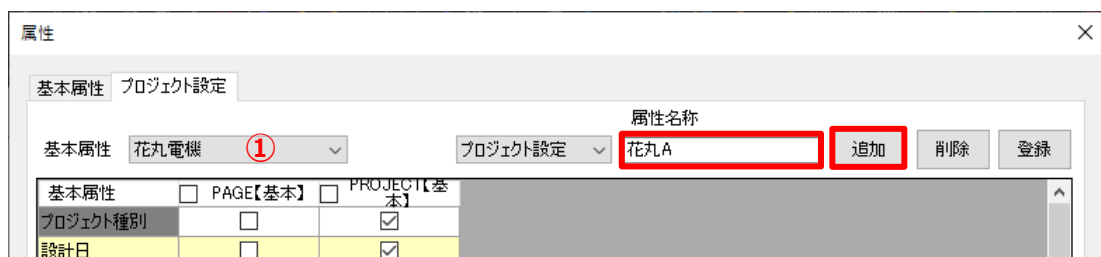 属性
基本属性 プロジェクト設定
属性名称
基本属性 花丸電機 ① プロジェクト設定 花丸A 追加 削除 登録
基本属性 PAGE【基本】 PROJECT【基
本】
プロジェクト種別
設計日